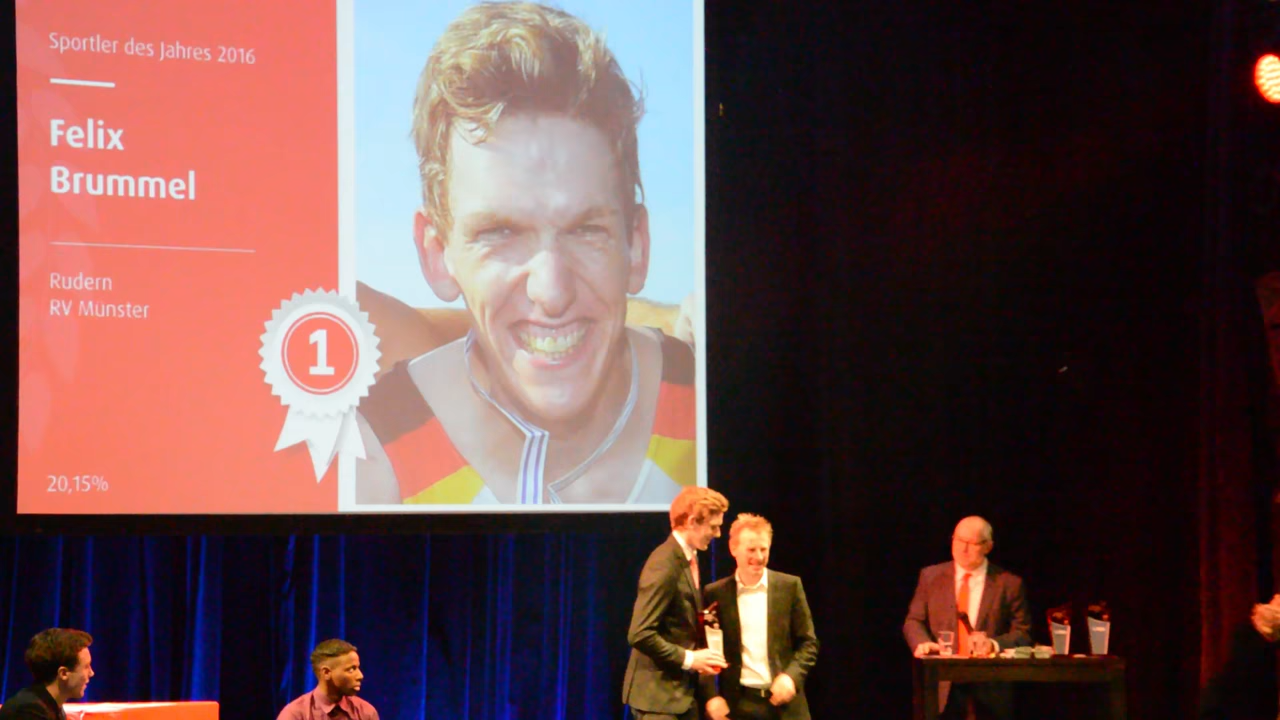 Sportler des Jahres 2016
Felix
Brummel
Rudern
RV Münster
1
20,15%